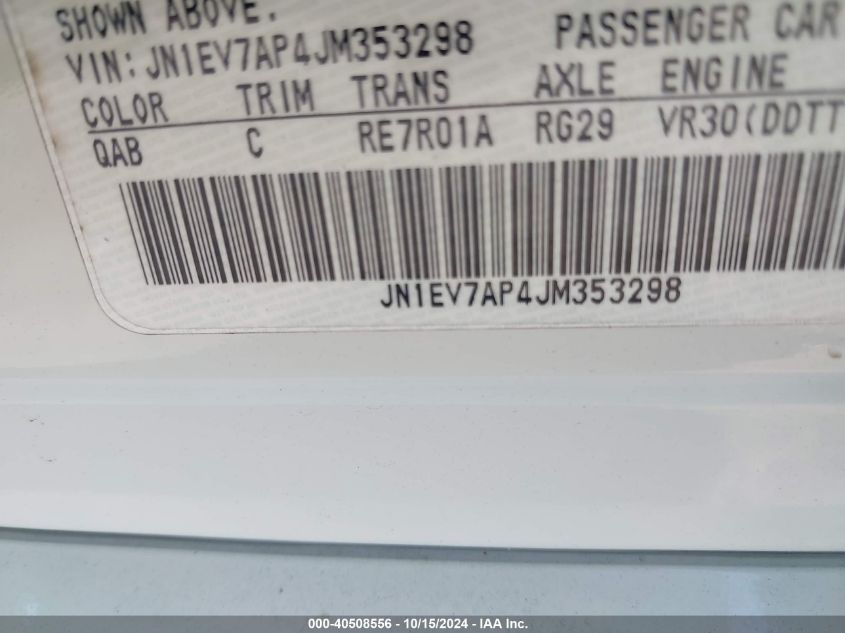 SHOWN ABOVE.
VIN: JN1EV7AP4JM353298 PASSENGER CAR
COLOR TRIM TRANS AXLE ENGINE
QAB C RE7R01A RG29 VR30(DDTT
JN1EV7AP4JM353298
000-40508556 - 10/15/2024 - IAA Inc.